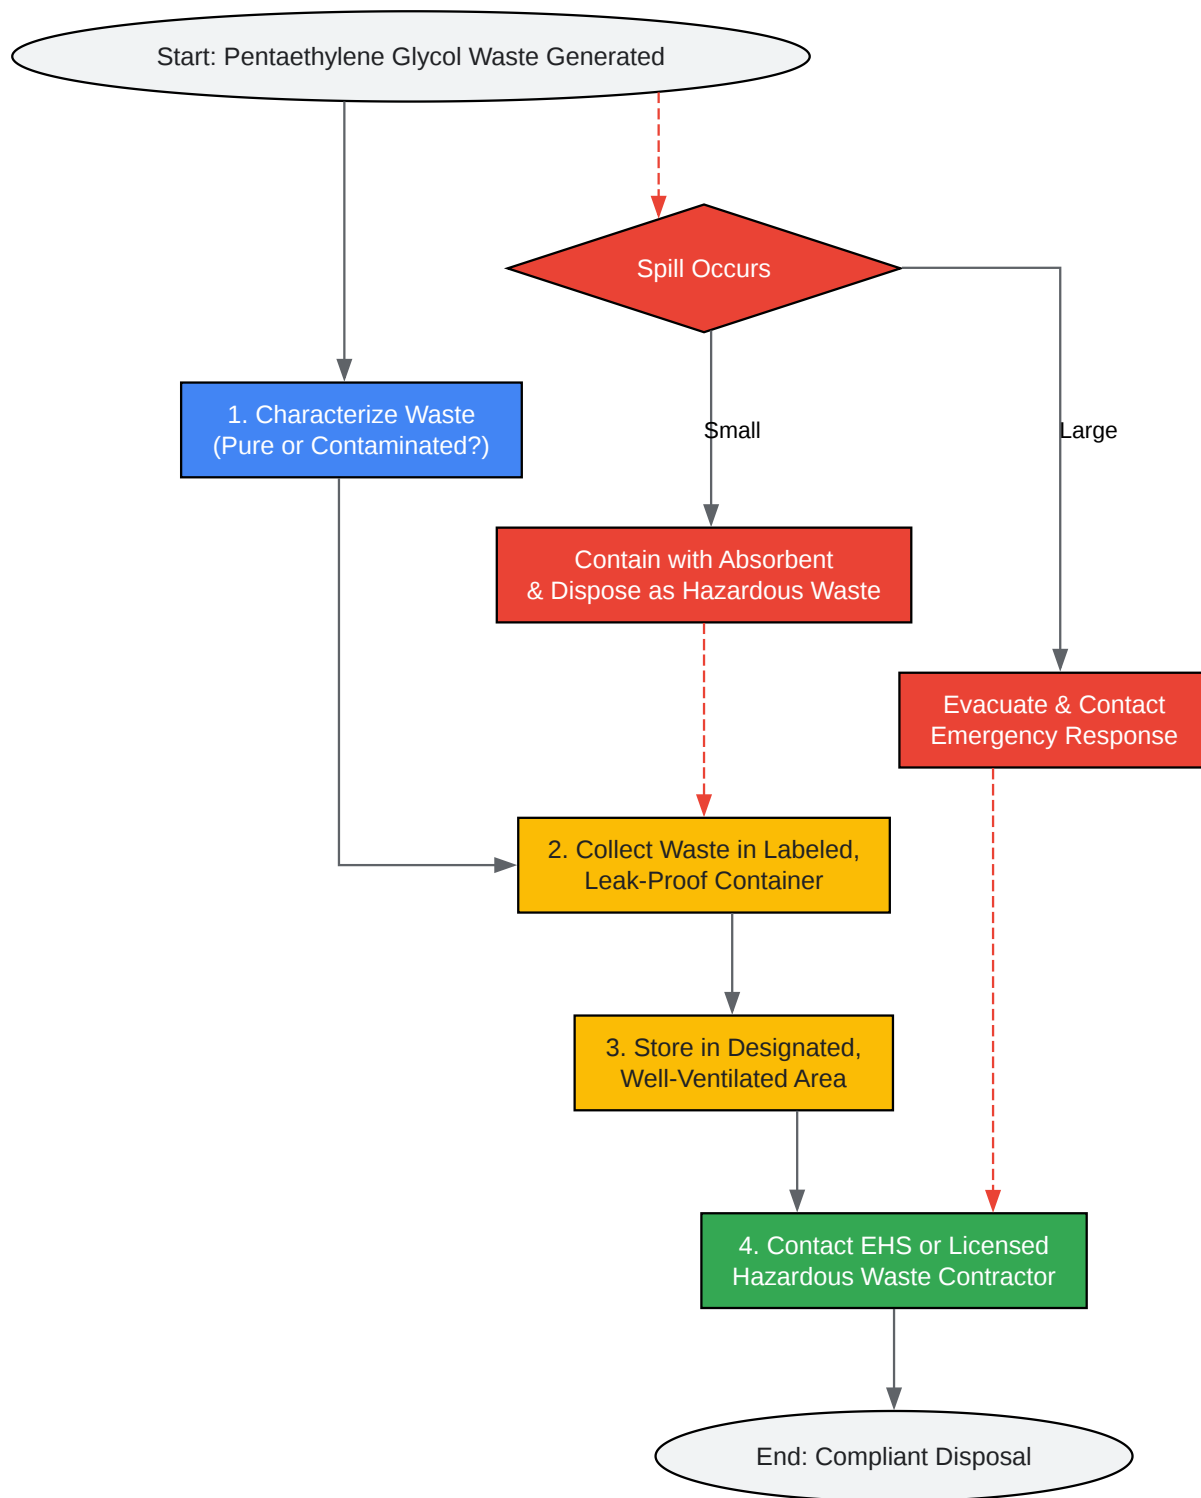 Start: Pentaethylene Glycol Waste Generated
Spill Occurs
1. Characterize Waste
(Pure or Contaminated?)
Small
Large
Contain with Absorbent
& Dispose as Hazardous Waste
Evacuate & Contact
Emergency Response
2. Collect Waste in Labeled,
Leak-Proof Container
3. Store in Designated,
Well-Ventilated Area
4. Contact EHS or Licensed
Hazardous Waste Contractor
End: Compliant Disposal